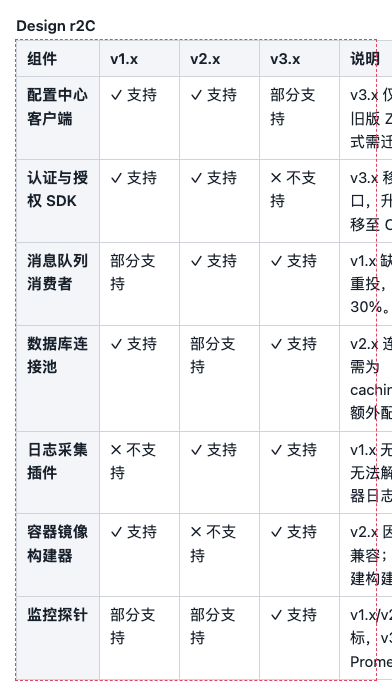 Design r2C
组件 v1.x v2.x v3.x 说明
配置中心 ✓ 支持 ✓ 支持 部分支 v3.x
客户端 持 旧版
式需迁
认证与授 ✓ 支持 ✓ 支持 ✕ 不支 v3.x 移
权 SDK 持 口，升
移至
消息队列 部分支 ✓ 支持 ✓ 支持 v1.x 缺
消费者 持 重投，
30%。
数据库连 ✓ 支持 部分支 ✓ 支持 v2.x 连
接池 持 需为
额外配
日志采集 ✕ 不支 ✓ 支持 ✓ 支持 v1.x 无
插件 持 无法解
器日志
容器镜像 ✓ 支持 ✕ 不支 ✓ 支持 v2.x 因
构建器 持 兼容；
建构建
监控探针 部分支 部分支 ✓ 支持 v1.x/v2
持 持 标，v3